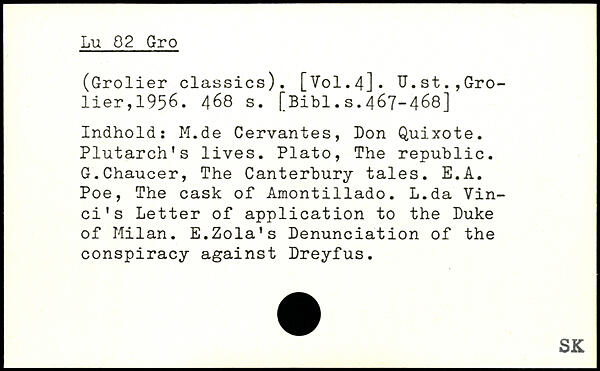 Lu 82 Gro
(Grolier classics). [Vol.4]. U.st.,Gro-
lier,1956. 468 s. [Bibl.s.467-468]
Indhold: M.de Cervantes, Don Quixote.
Plutarch's lives. Plato, The republic.
G.Chaucer, The Canterbury tales. E.A.
Poe, The cask of Amontillado. L.da Vin-
ci's Letter of application to the Duke
of Milan. E.Zola's Denunciation of the
conspiracy against Dreyfus.
SK